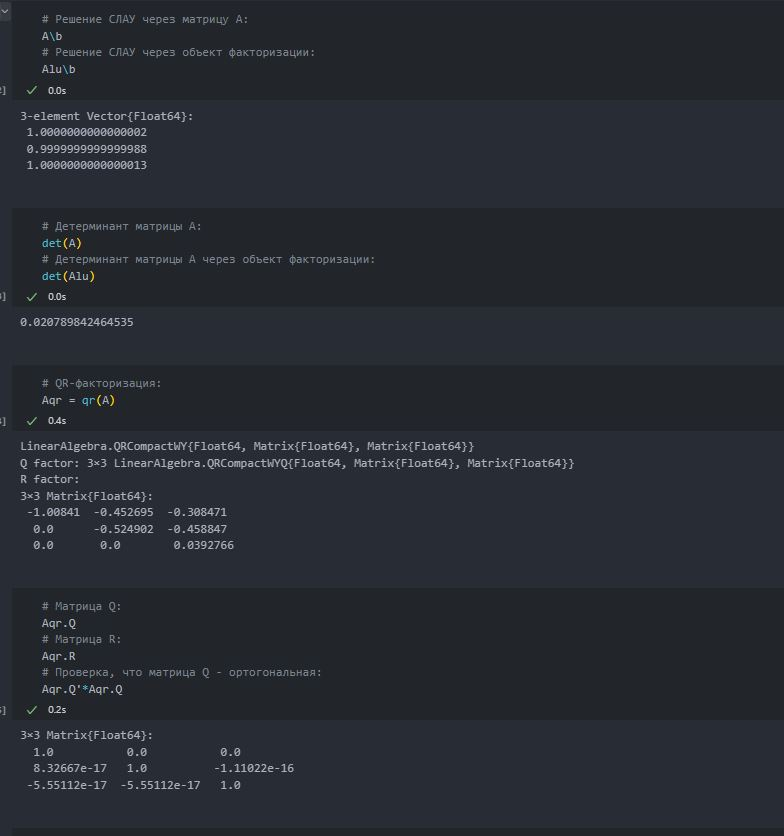 # Решение СЛАУ через матрицу A:
A\b
# Решение СЛАУ через объект факторизации:
Alu\b
0.0s
3-element Vector{Float64}:
1.0000000000000002
0.9999999999999988
1.0000000000000013
# Детерминант матрицы A:
det(A)
# Детерминант матрицы A через объект факторизации:
det(Alu)
0.0s
0.020789842464535
# QR-факторизация:
Aqr = qr(A)
0.4s
LinearAlgebra.QRCompactWY{Float64, Matrix{Float64}, Matrix{Float64}}
Q factor: 3×3 LinearAlgebra.QRCompactWYQ{Float64, Matrix{Float64}, Matrix{Float64}}
R factor:
3×3 Matrix{Float64}:
-1.00841 -0.452695 -0.308471
0.0 -0.524902 -0.458847
0.0 0.0 0.0392766
# Матрица Q:
Aqr.Q
# Матрица R:
Aqr.R
# Проверка, что матрица Q - ортогональная:
Aqr.Q'*Aqr.Q
0.2s
3×3 Matrix{Float64}:
1.0 0.0 0.0
8.32667e-17 1.0 -1.11022e-16
-5.55112e-17 -5.55112e-17 1.0